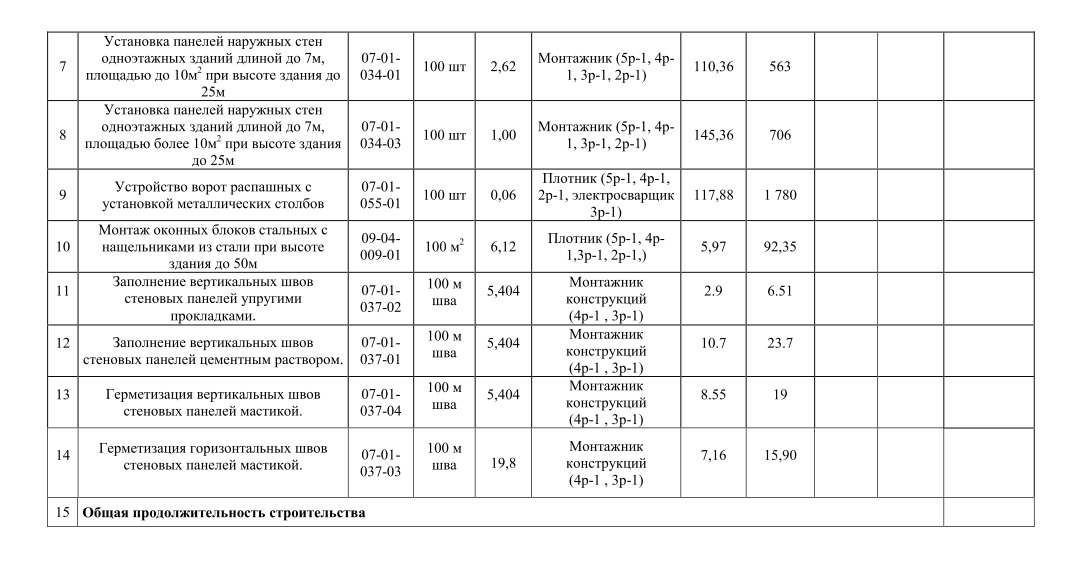 7 Установка панелей наружных стен одноэтажных зданий длиной до 7м, площадью до 10м² при высоте здания до 25м 07-01-034-01 100 шт 2,62 Монтажник (5р-1, 4р-1, 3р-1, 2р-1) 110,36 563
8 Установка панелей наружных стен одноэтажных зданий длиной до 7м, площадью более 10м² при высоте здания до 25м 07-01-034-03 100 шт 1,00 Монтажник (5р-1, 4р-1, 3р-1, 2р-1) 145,36 706
9 Устройство ворот распашных с установкой металлических столбов 07-01-055-01 100 шт 0,06 Плотник (5р-1, 4р-1, 2р-1, электросварщик 3р-1) 117,88 1 780
10 Монтаж оконных блоков стальных с нащельниками из стали при высоте здания до 50м 09-04-009-01 100 м² 6,12 Плотник (5р-1, 4р-1,3р-1, 2р-1,) 5,97 92,35
11 Заполнение вертикальных швов стеновых панелей упругими прокладками. 07-01-037-02 100 м шва 5,404 Монтажник конструкций (4р-1 , 3р-1) 2.9 6.51
12 Заполнение вертикальных швов стеновых панелей цементным раствором. 07-01-037-01 100 м шва 5,404 Монтажник конструкций (4р-1 , 3р-1) 10.7 23.7
13 Герметизация вертикальных швов стеновых панелей мастикой. 07-01-037-04 100 м шва 5,404 Монтажник конструкций (4р-1 , 3р-1) 8.55 19
14 Герметизация горизонтальных швов стеновых панелей мастикой. 07-01-037-03 100 м шва 19,8 Монтажник конструкций (4р-1 , 3р-1) 7,16 15,90
15 Общая продолжительность строительства